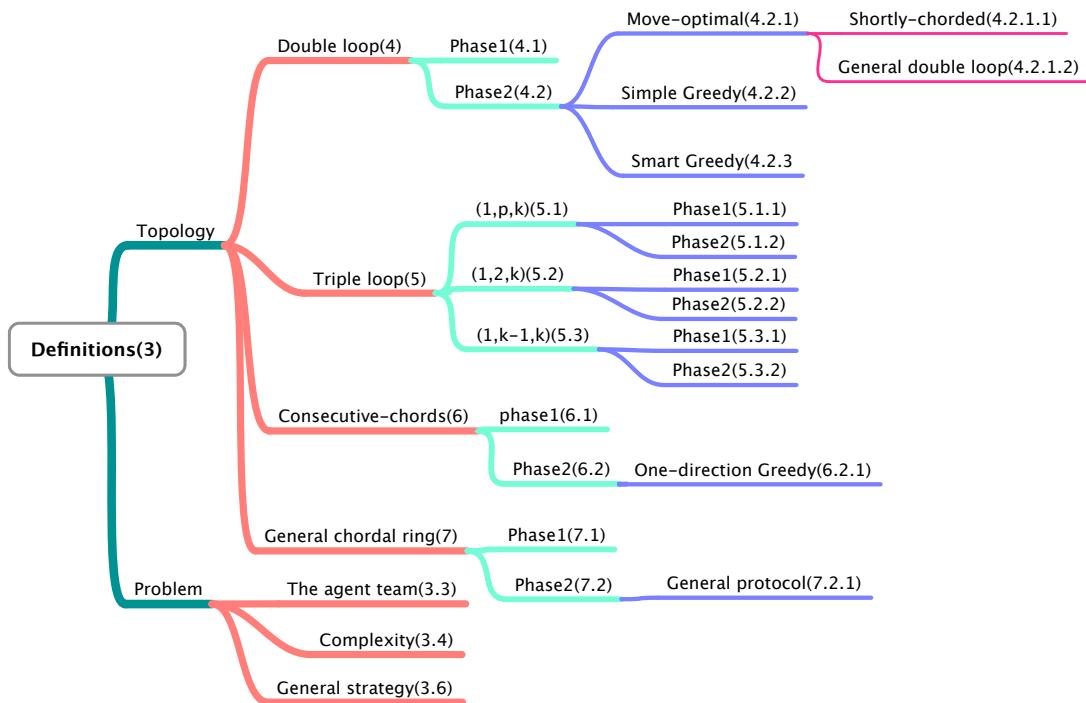 Definitions(3)
Topology
Double loop(4)
Phase1(4.1)
Phase2(4.2)
Move-optimal(4.2.1)
Shortly-chorded(4.2.1.1)
General double loop(4.2.1.2)
Simple Greedy(4.2.2)
Smart Greedy(4.2.3
Triple loop(5)
(1,p,k)(5.1)
Phase1(5.1.1)
Phase2(5.1.2)
(1,2,k)(5.2)
Phase1(5.2.1)
Phase2(5.2.2)
(1,k-1,k)(5.3)
Phase1(5.3.1)
Phase2(5.3.2)
Consecutive-chords(6)
phase1(6.1)
Phase2(6.2)
One-direction Greedy(6.2.1)
General chordal ring(7)
Phase1(7.1)
Phase2(7.2)
General protocol(7.2.1)
Problem
The agent team(3.3)
Complexity(3.4)
General strategy(3.6)